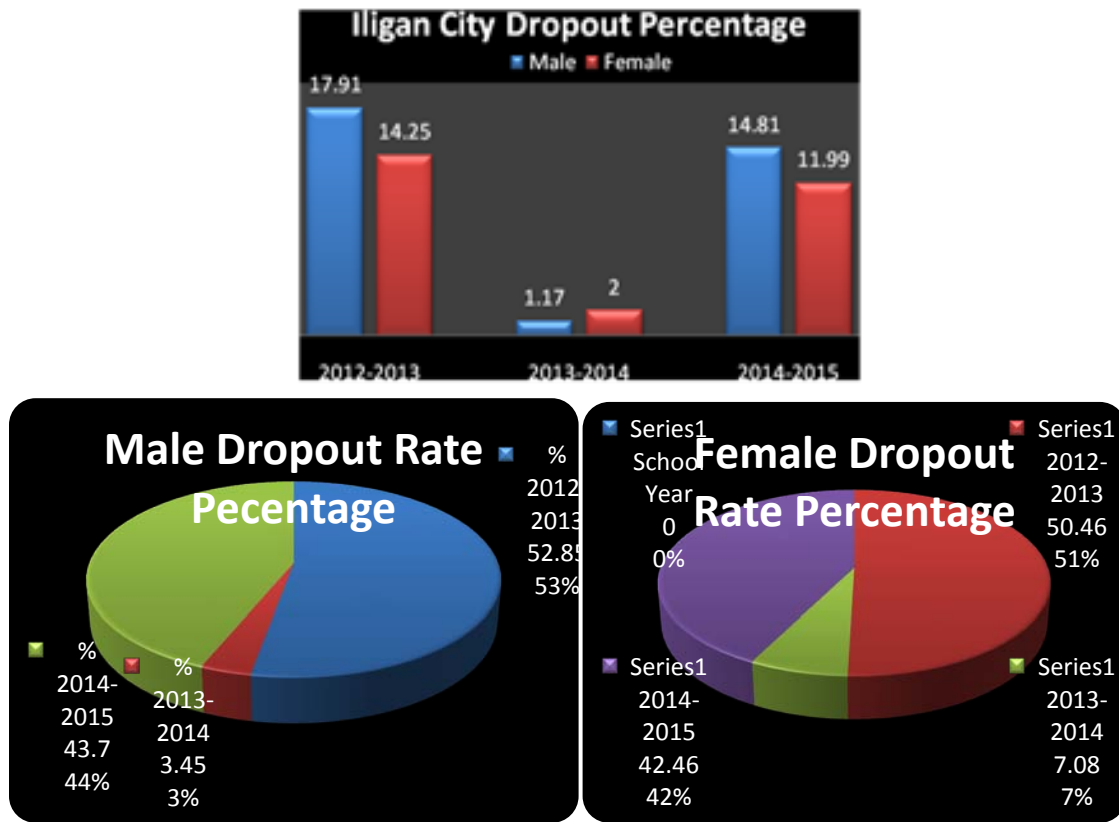 Iligan City Dropout Percentage
Male Female
17.91
14.25
1.17
2
14.81
11.99
2012-2013 2013-2014 2014-2015
Male Dropout Rate
Pecentage
%
2012
2013
52.85
53%
%
2014-
2015
43.7
44%
%
2013-
2014
3.45
3%
Female Dropout
Rate Percentage
Series1
School
Year
0
0%
Series1
2012-
2013
50.46
51%
Series1
2014-
2015
42.46
42%
Series1
2013-
2014
7.08
7%